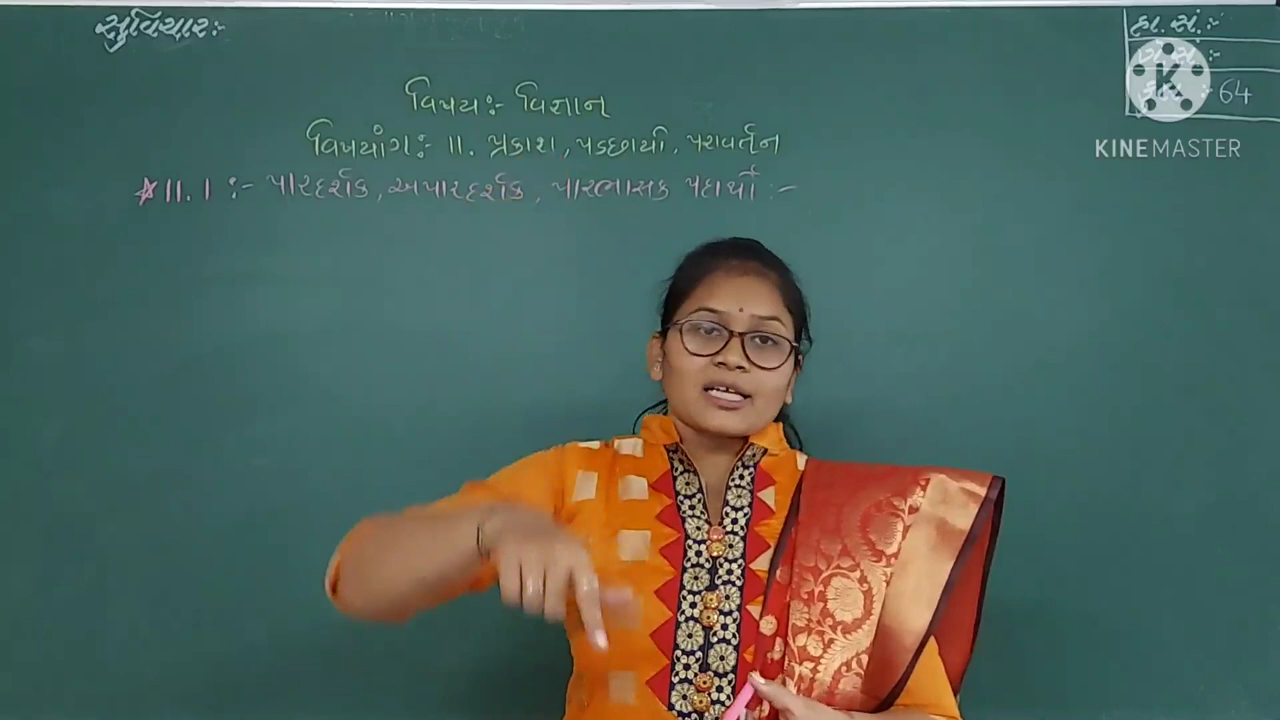 સુવિચાર:-
હા. સં. :-
:- 64
વિષય :- વિજ્ઞાન
વિષયાંગ :- 11. પ્રકાશ, પડછાયો, પરાવર્તન
★ 11.1 :- પારદર્શક, અપારદર્શક, પારભાસક પદાર્થો :-
K
KINEMASTER